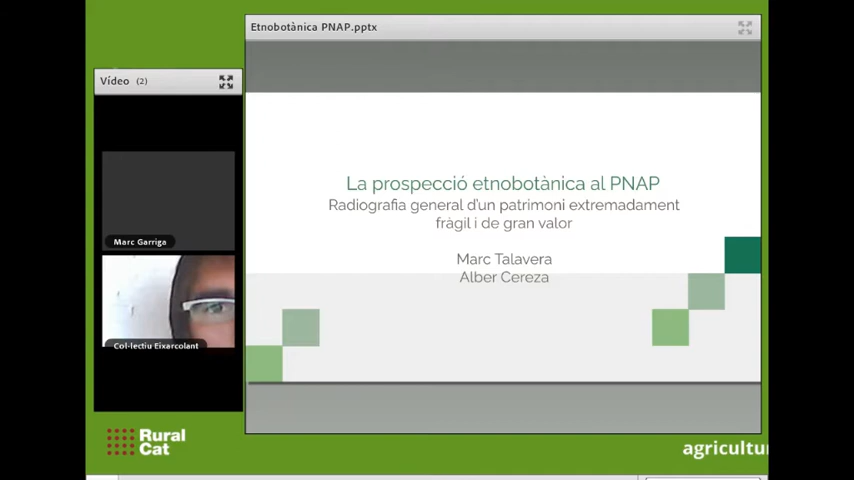 Etnobotànica PNAP.pptx
Vídeo (2)
Marc Garriga
Col·lectiu Eixarcolant
La prospecció etnobotànica al PNAP
Radiografia general d'un patrimoni extremadament
fràgil i de gran valor
Marc Talavera
Alber Cereza
Rural
Cat
agricultu